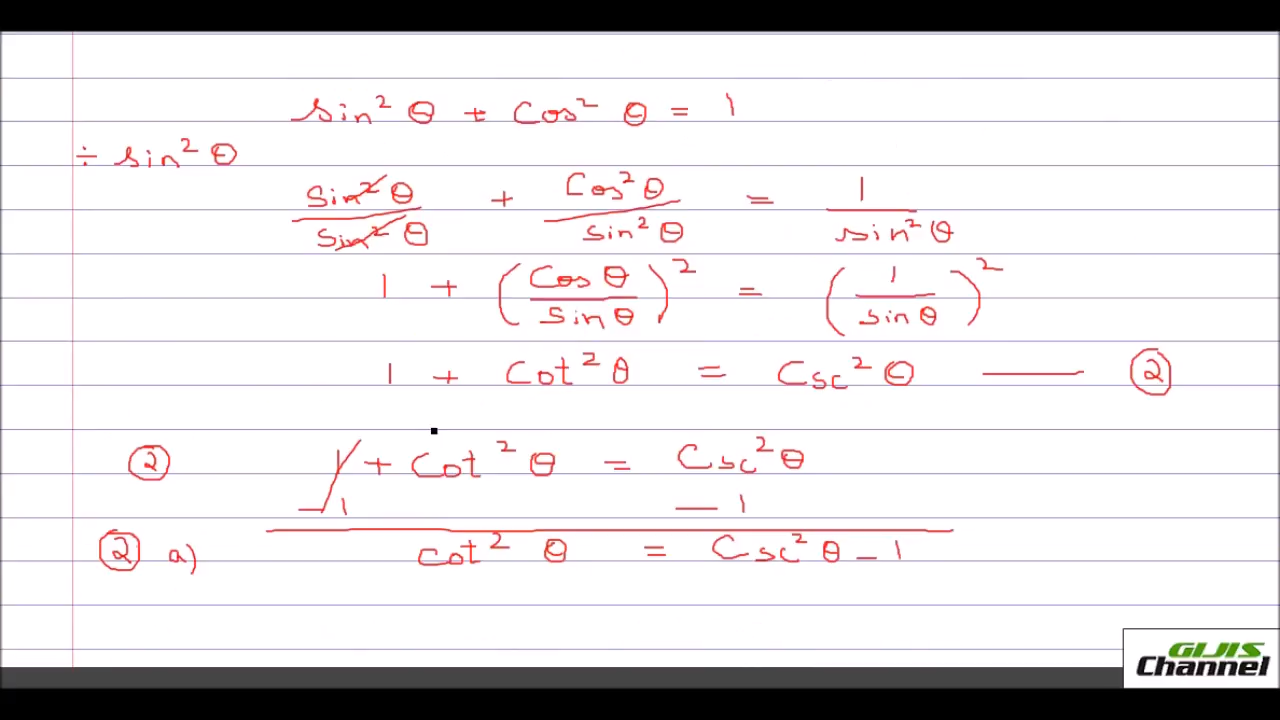 sin² θ + Cos² θ = 1
÷ sin² θ
Sin² θ / Sin² θ + Cos² θ / sin² θ = 1 / sin² θ
1 + (Cos θ / sin θ)² = (1 / sin θ)²
1 + Cot² θ = Csc² θ — ②
② 1 + Cot² θ = Csc² θ
— 1 — 1
② a) Cot² θ = Csc² θ - 1
GIJIS
Channel